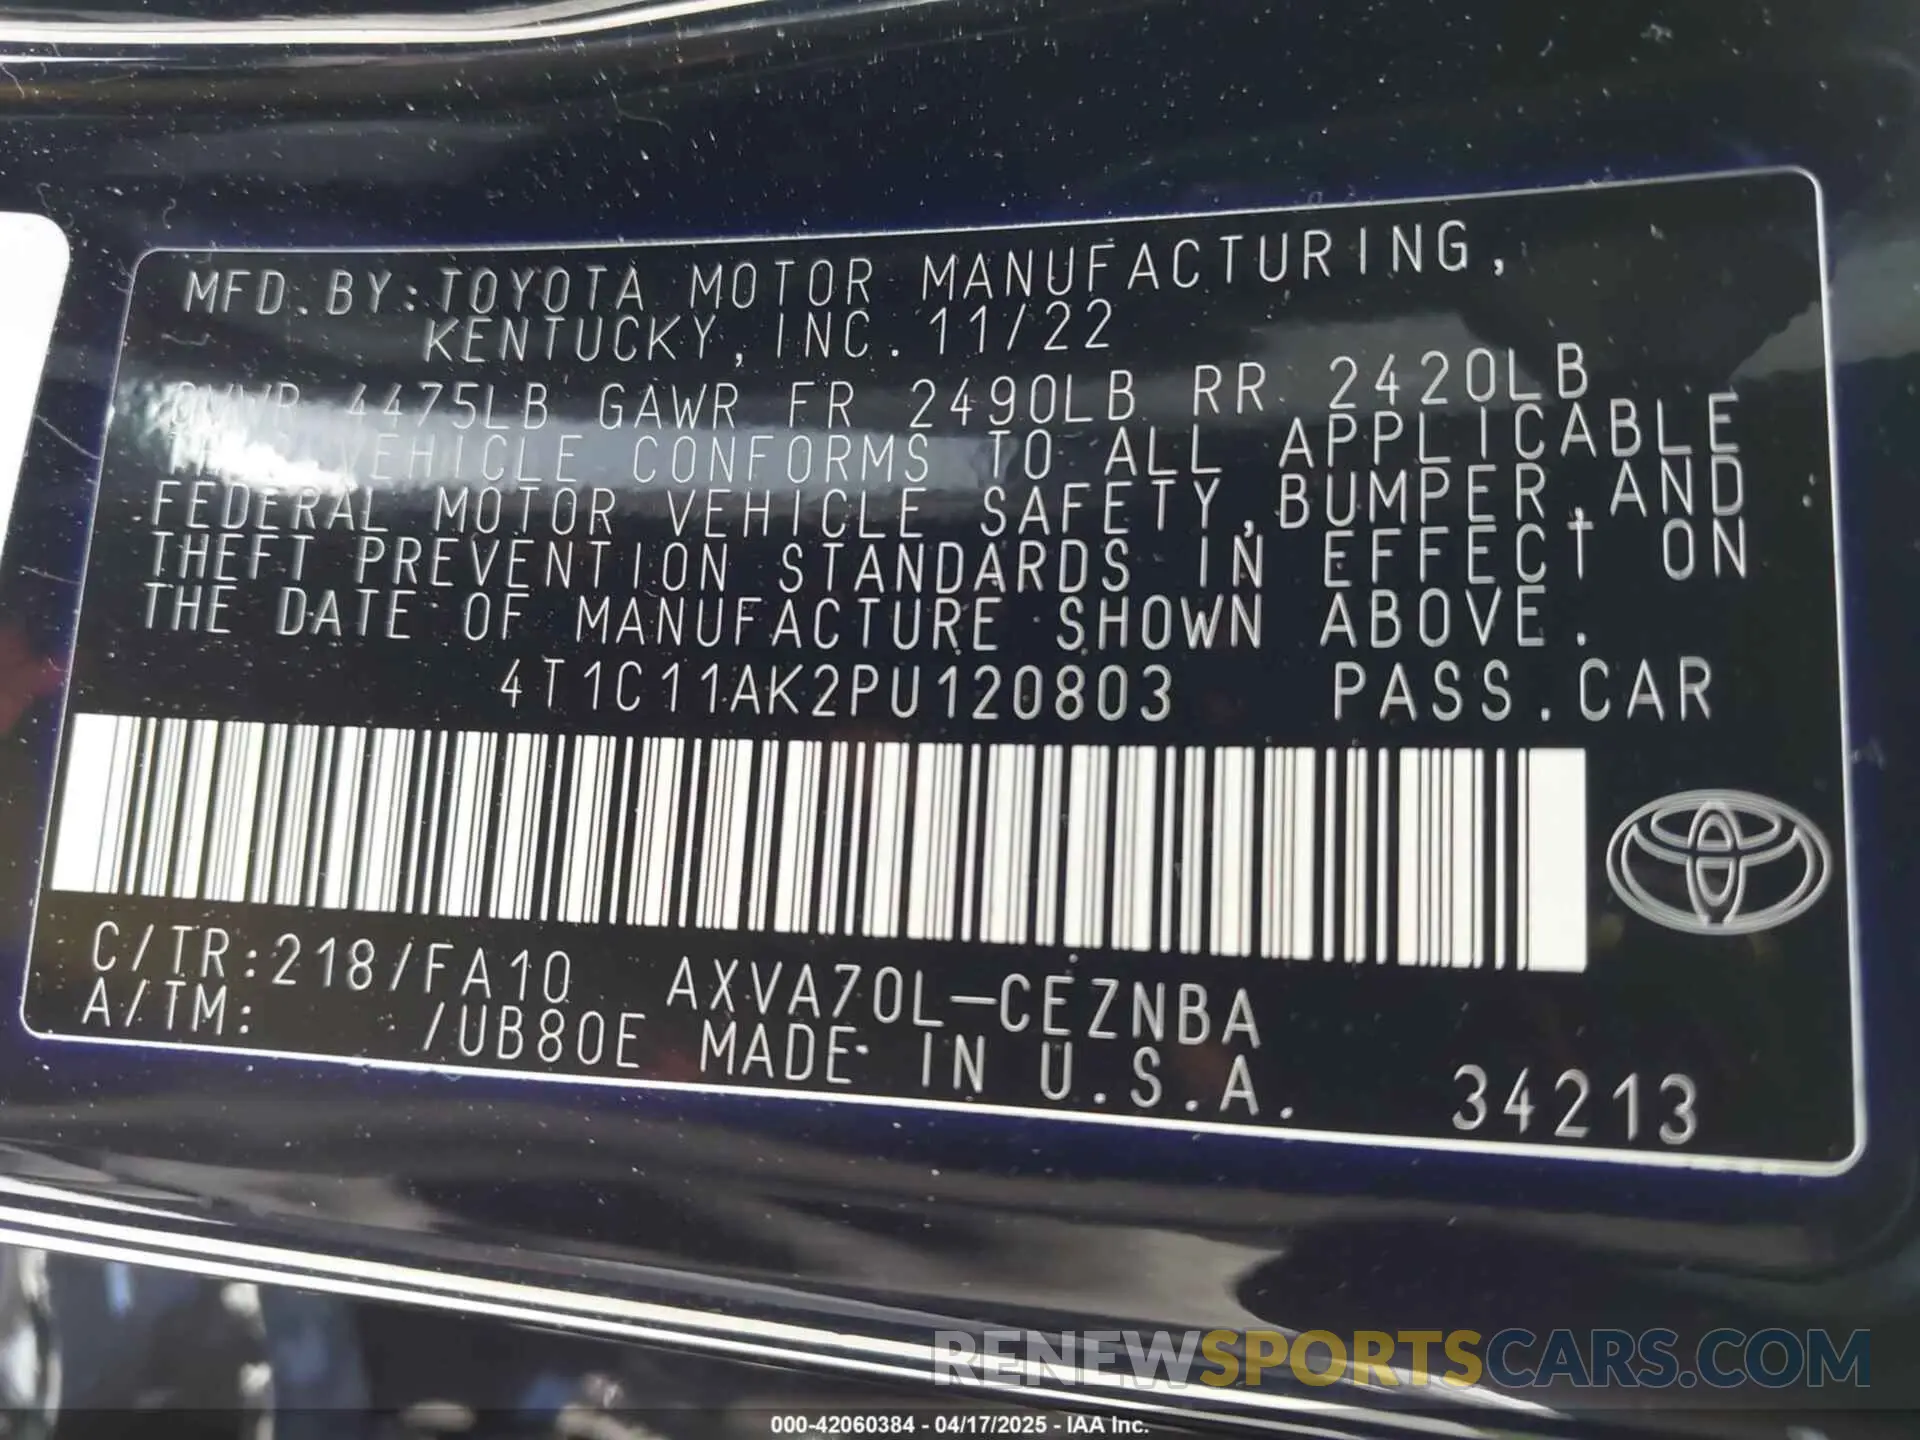 MFD.BY:TOYOTA MOTOR MANUFACTURING,
KENTUCKY, INC. 11/22
GVWR 4475LB GAWR FR 2490LB RR 2420LB
THIS VEHICLE CONFORMS TO ALL APPLICABLE
FEDERAL MOTOR VEHICLE SAFETY,BUMPER,AND
THEFT PREVENTION STANDARDS IN EFFECT ON
THE DATE OF MANUFACTURE SHOWN ABOVE.
4T1C11AK2PU120803 PASS.CAR
C/TR:218/FA10 AXVA70L-CEZNBA
A/TM: /UB80E MADE IN U.S.A.
34213
RENEWSPORTSCARS.COM
000-42060384 - 04/17/2025 - IAA Inc.